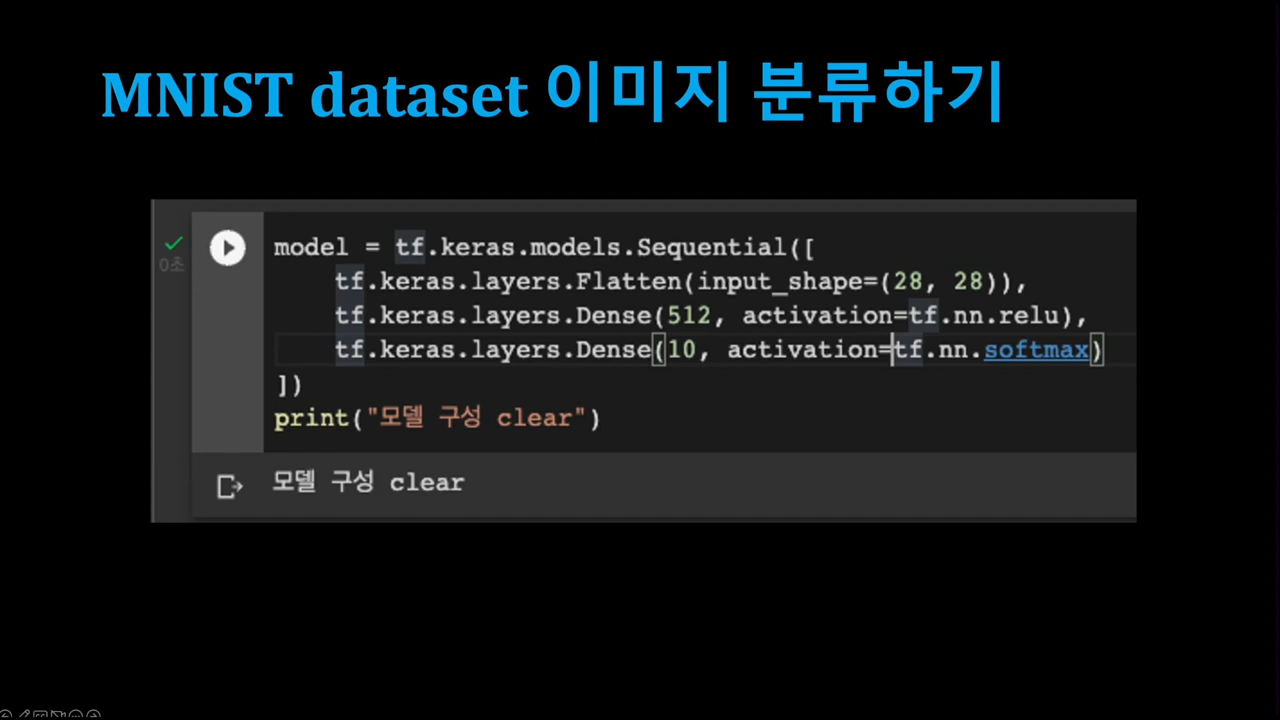 MNIST dataset 이미지 분류하기
model = tf.keras.models.Sequential([
    tf.keras.layers.Flatten(input_shape=(28, 28)),
    tf.keras.layers.Dense(512, activation=tf.nn.relu),
    tf.keras.layers.Dense(10, activation=tf.nn.softmax)
])
print("모델 구성 clear")
0초
모델 구성 clear